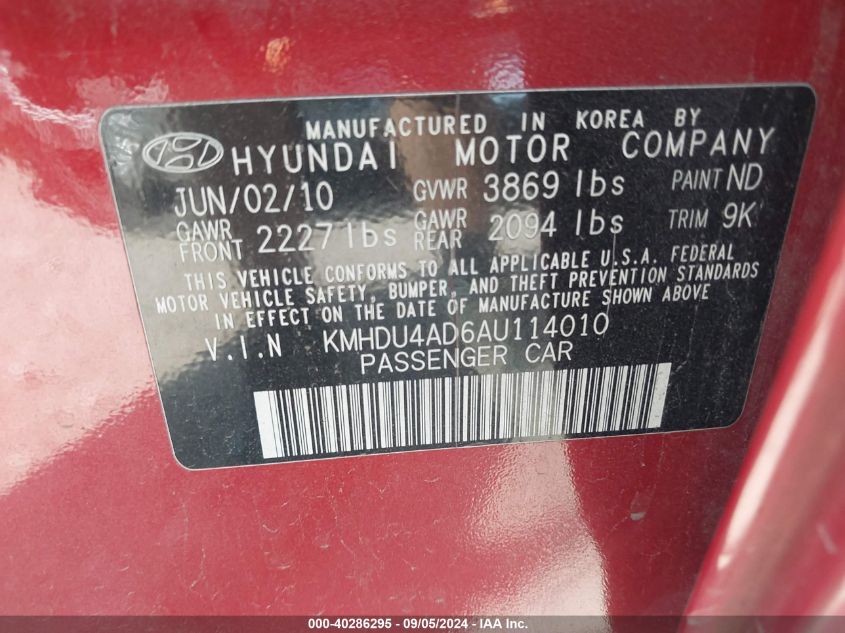 MANUFACTURED IN KOREA BY
HYUNDAI MOTOR COMPANY
JUN/02/10 GVWR 3869 lbs PAINT ND
GAWR FRONT 2227 lbs GAWR REAR 2094 lbs TRIM 9K
THIS VEHICLE CONFORMS TO ALL APPLICABLE U.S.A. FEDERAL
MOTOR VEHICLE SAFETY, BUMPER, AND THEFT PREVENTION STANDARDS
IN EFFECT ON THE DATE OF MANUFACTURE SHOWN ABOVE
V.I.N KMHDU4AD6AU114010
PASSENGER CAR
000-40286295 - 09/05/2024 - IAA Inc.